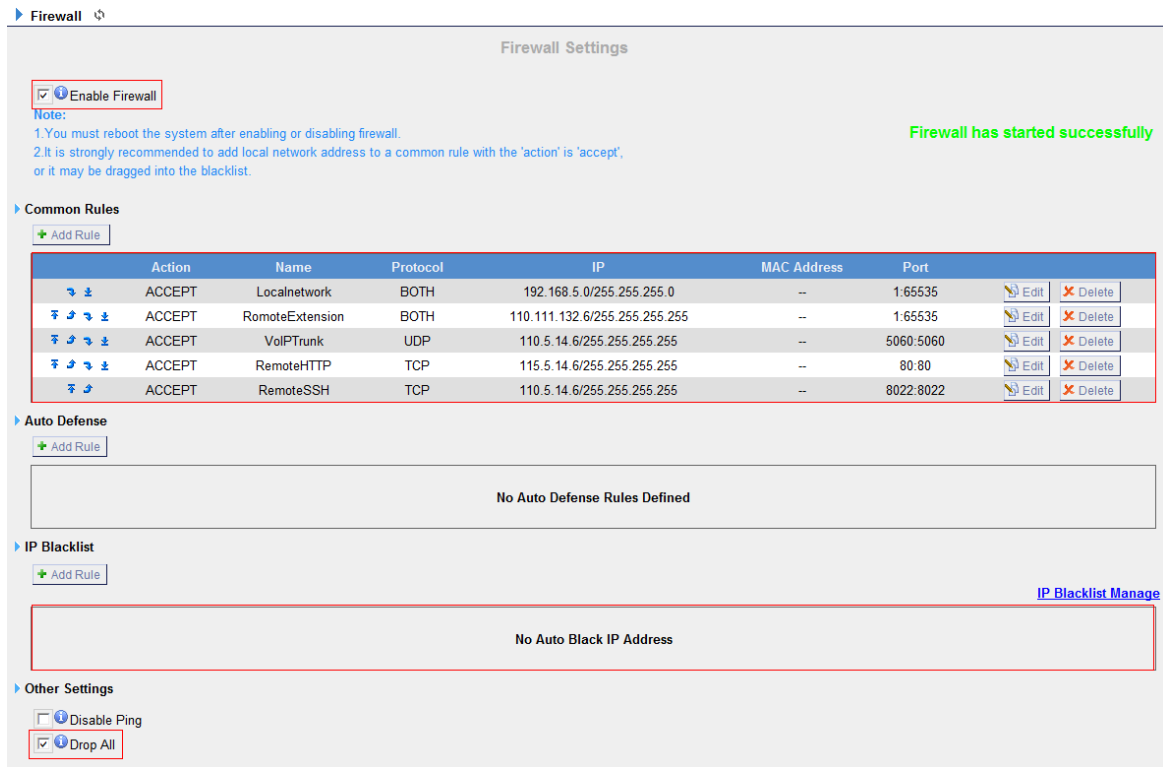 Firewall
Firewall Settings
Enable Firewall
Note:
1.You must reboot the system after enabling or disabling firewall.
Firewall has started successfully
2.It is strongly recommended to add local network address to a common rule with the 'action' is 'accept',
or it may be dragged into the blacklist.
Common Rules
Add Rule
Action Name Protocol IP MAC Address Port
ACCEPT Localnetwork BOTH 192.168.5.0/255.255.255.0 -- 1:65535 Edit Delete
ACCEPT RomoteExtension BOTH 110.111.132.6/255.255.255.255 -- 1:65535 Edit Delete
ACCEPT VoIPTrunk UDP 110.5.14.6/255.255.255.255 -- 5060:5060 Edit Delete
ACCEPT RemoteHTTP TCP 115.5.14.6/255.255.255.255 -- 80:80 Edit Delete
ACCEPT RemoteSSH TCP 110.5.14.6/255.255.255.255 -- 8022:8022 Edit Delete
Auto Defense
Add Rule
No Auto Defense Rules Defined
IP Blacklist
Add Rule
IP Blacklist Manage
No Auto Black IP Address
Other Settings
Disable Ping
Drop All